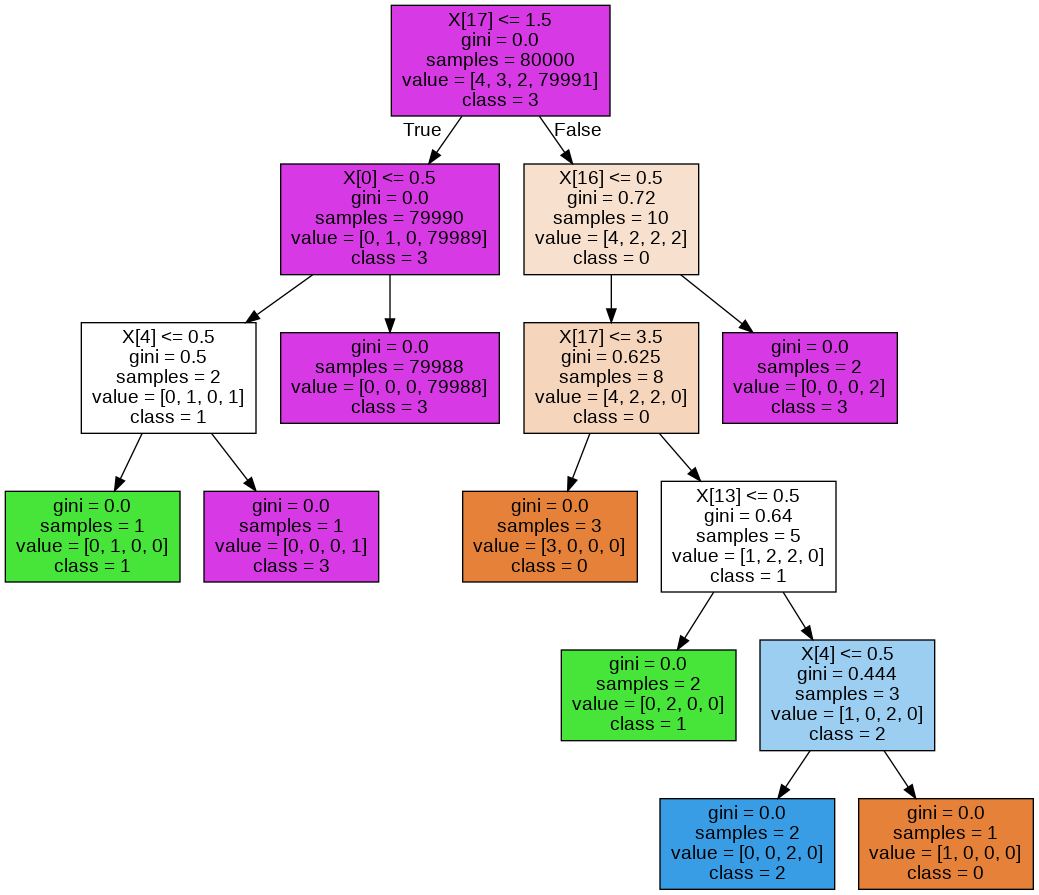 X[17] <= 1.5
gini = 0.0
samples = 80000
value = [4, 3, 2, 79991]
class = 3
True
False
X[0] <= 0.5
gini = 0.0
samples = 79990
value = [0, 1, 0, 79989]
class = 3
X[16] <= 0.5
gini = 0.72
samples = 10
value = [4, 2, 2, 2]
class = 0
X[4] <= 0.5
gini = 0.5
samples = 2
value = [0, 1, 0, 1]
class = 1
gini = 0.0
samples = 79988
value = [0, 0, 0, 79988]
class = 3
X[17] <= 3.5
gini = 0.625
samples = 8
value = [4, 2, 2, 0]
class = 0
gini = 0.0
samples = 2
value = [0, 0, 0, 2]
class = 3
gini = 0.0
samples = 1
value = [0, 1, 0, 0]
class = 1
gini = 0.0
samples = 1
value = [0, 0, 0, 1]
class = 3
gini = 0.0
samples = 3
value = [3, 0, 0, 0]
class = 0
X[13] <= 0.5
gini = 0.64
samples = 5
value = [1, 2, 2, 0]
class = 1
gini = 0.0
samples = 2
value = [0, 2, 0, 0]
class = 1
X[4] <= 0.5
gini = 0.444
samples = 3
value = [1, 0, 2, 0]
class = 2
gini = 0.0
samples = 2
value = [0, 0, 2, 0]
class = 2
gini = 0.0
samples = 1
value = [1, 0, 0, 0]
class = 0